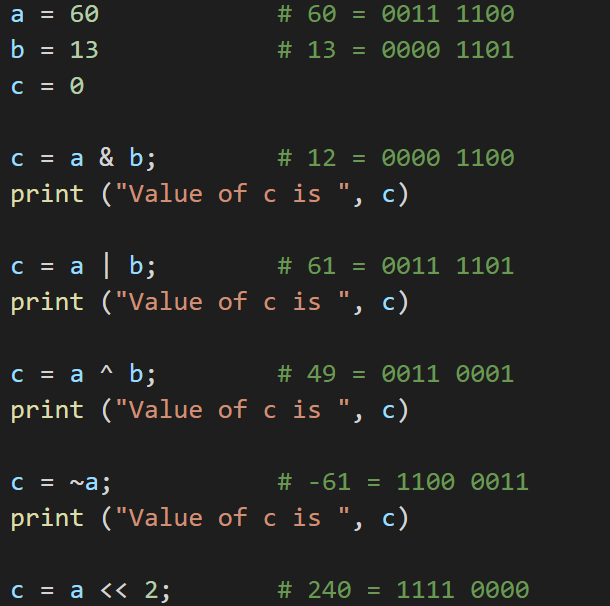 a = 60            # 60 = 0011 1100
b = 13            # 13 = 0000 1101
c = 0

c = a & b;        # 12 = 0000 1100
print ("Value of c is ", c)

c = a | b;        # 61 = 0011 1101
print ("Value of c is ", c)

c = a ^ b;        # 49 = 0011 0001
print ("Value of c is ", c)

c = ~a;           # -61 = 1100 0011
print ("Value of c is ", c)

c = a << 2;       # 240 = 1111 0000